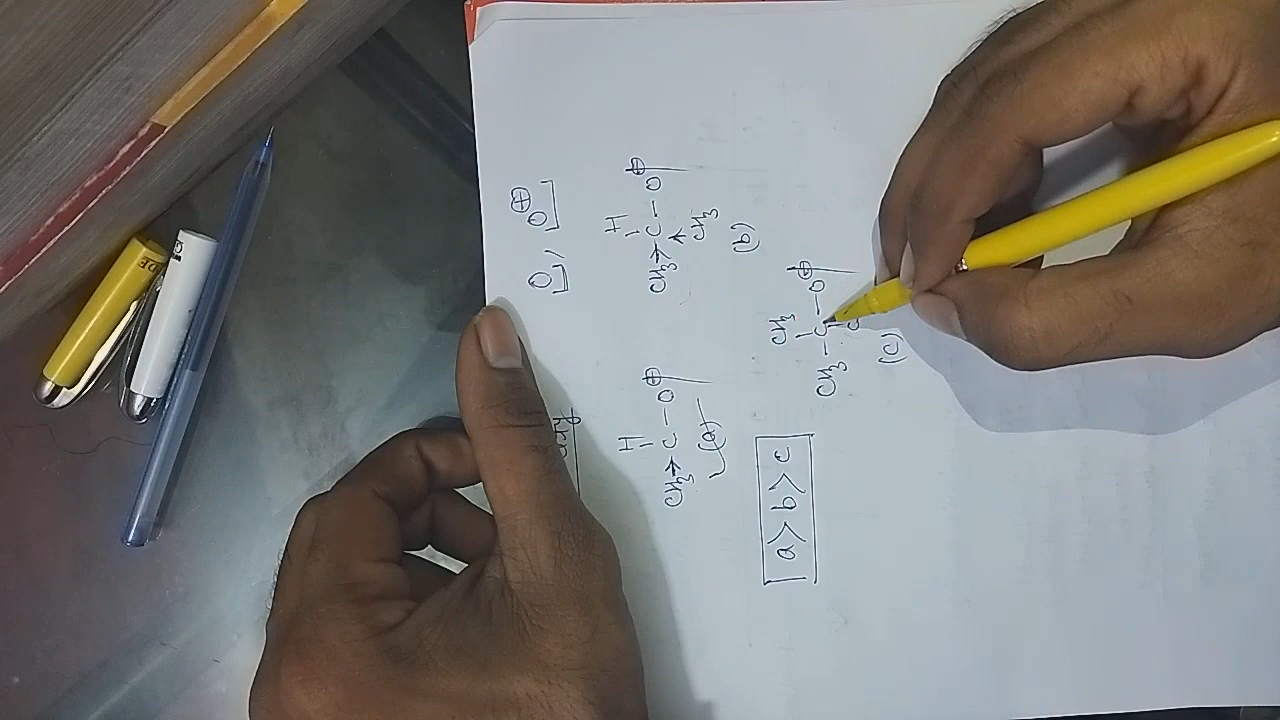 O , O⊕
H H
CH3→C—O⊕ CH3→C—O⊕
(a) CH3
(b)
CH3
a > b > c CH3—C—O⊕
C
(c)